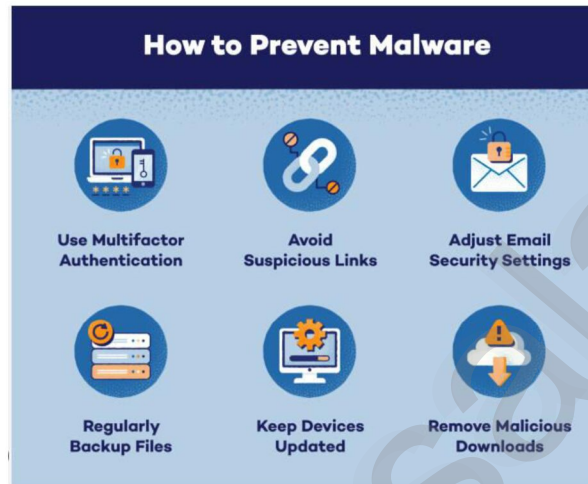 How to Prevent Malware
Use Multifactor
Authentication
Avoid
Suspicious Links
Adjust Email
Security Settings
Regularly
Backup Files
Keep Devices
Updated
Remove Malicious
Downloads